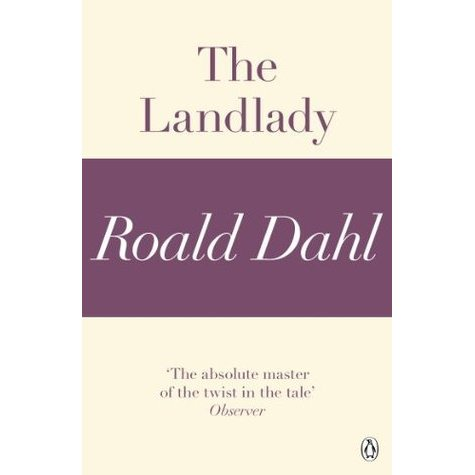 The
Landlady
Roald Dahl
‘The absolute master
of the twist in the tale’
Observer